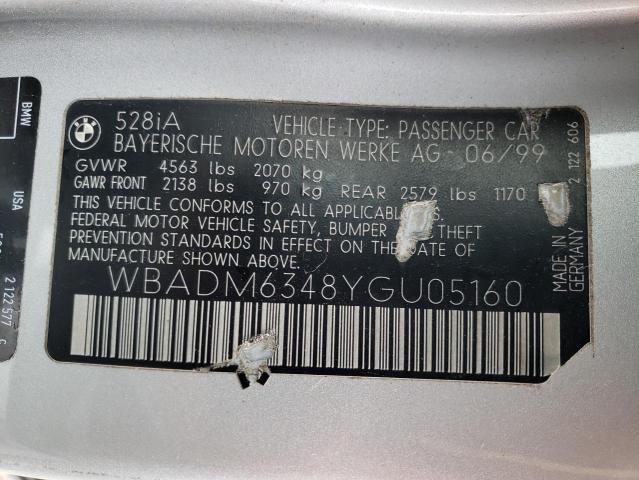 BMW
USA
2 122 577
528iA VEHICLE TYPE: PASSENGER CAR
BAYERISCHE MOTOREN WERKE AG - 06/99
GVWR 4563 lbs 2070 kg
GAWR FRONT 2138 lbs 970 kg REAR 2579 lbs 1170
THIS VEHICLE CONFORMS TO ALL APPLICABLE U.S.
FEDERAL MOTOR VEHICLE SAFETY, BUMPER THEFT
PREVENTION STANDARDS IN EFFECT ON THE DATE OF
MANUFACTURE SHOWN ABOVE.
WBADM6348YGU05160
MADE IN
GERMANY
2 122 606